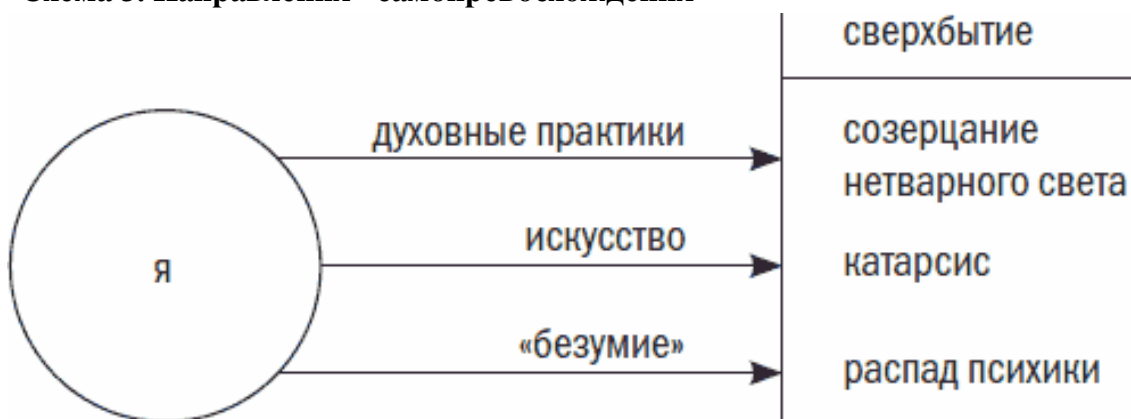 сверхбытие
духовные практики
созерцание
нетварного света
искусство
я
катарсис
«безумие»
распад психики